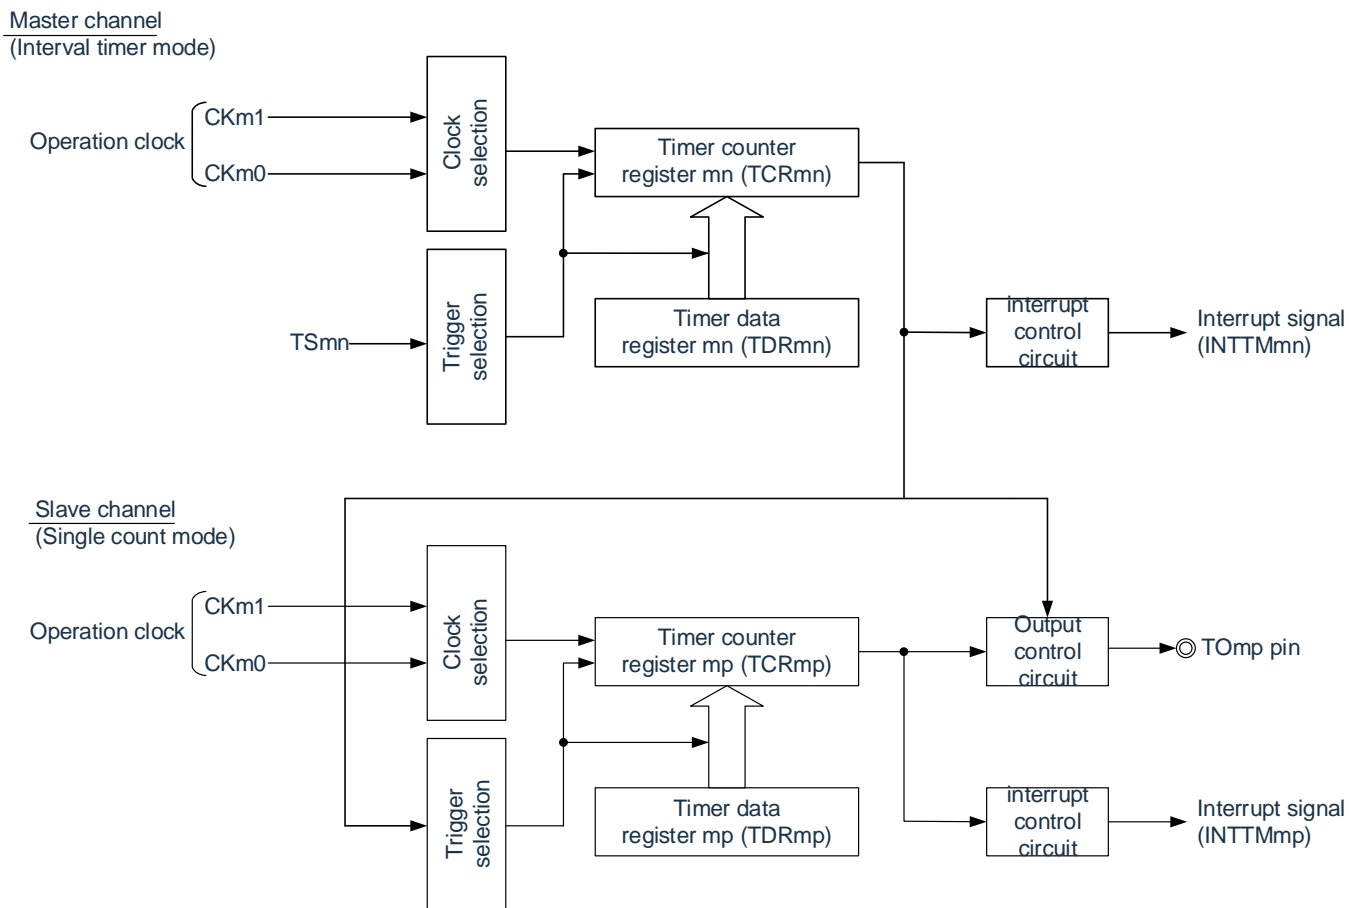 Master channel
(Interval timer mode)
Operation clock
CKm1
CKm0
Clock
selection
Timer counter
register mn (TCRmn)
TSmn
Trigger
selection
Timer data
register mn (TDRmn)
interrupt
control
circuit
Interrupt signal
(INTTMmn)
Slave channel
(Single count mode)
Operation clock
CKm1
CKm0
Clock
selection
Timer counter
register mp (TCRmp)
Output
control
circuit
TOmp pin
Trigger
selection
Timer data
register mp (TDRmp)
interrupt
control
circuit
Interrupt signal
(INTTMmp)